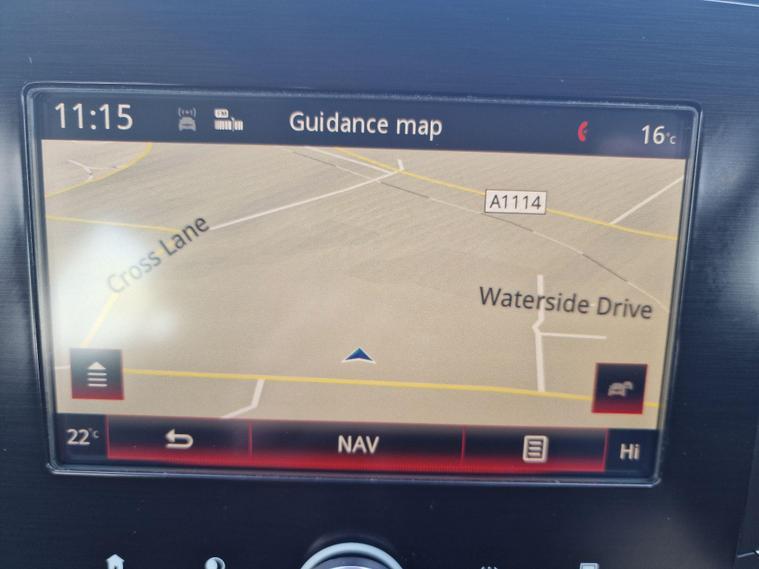 11:15
Guidance map
16°C
A1114
Cross Lane
Waterside Drive
22°C
NAV
Hi